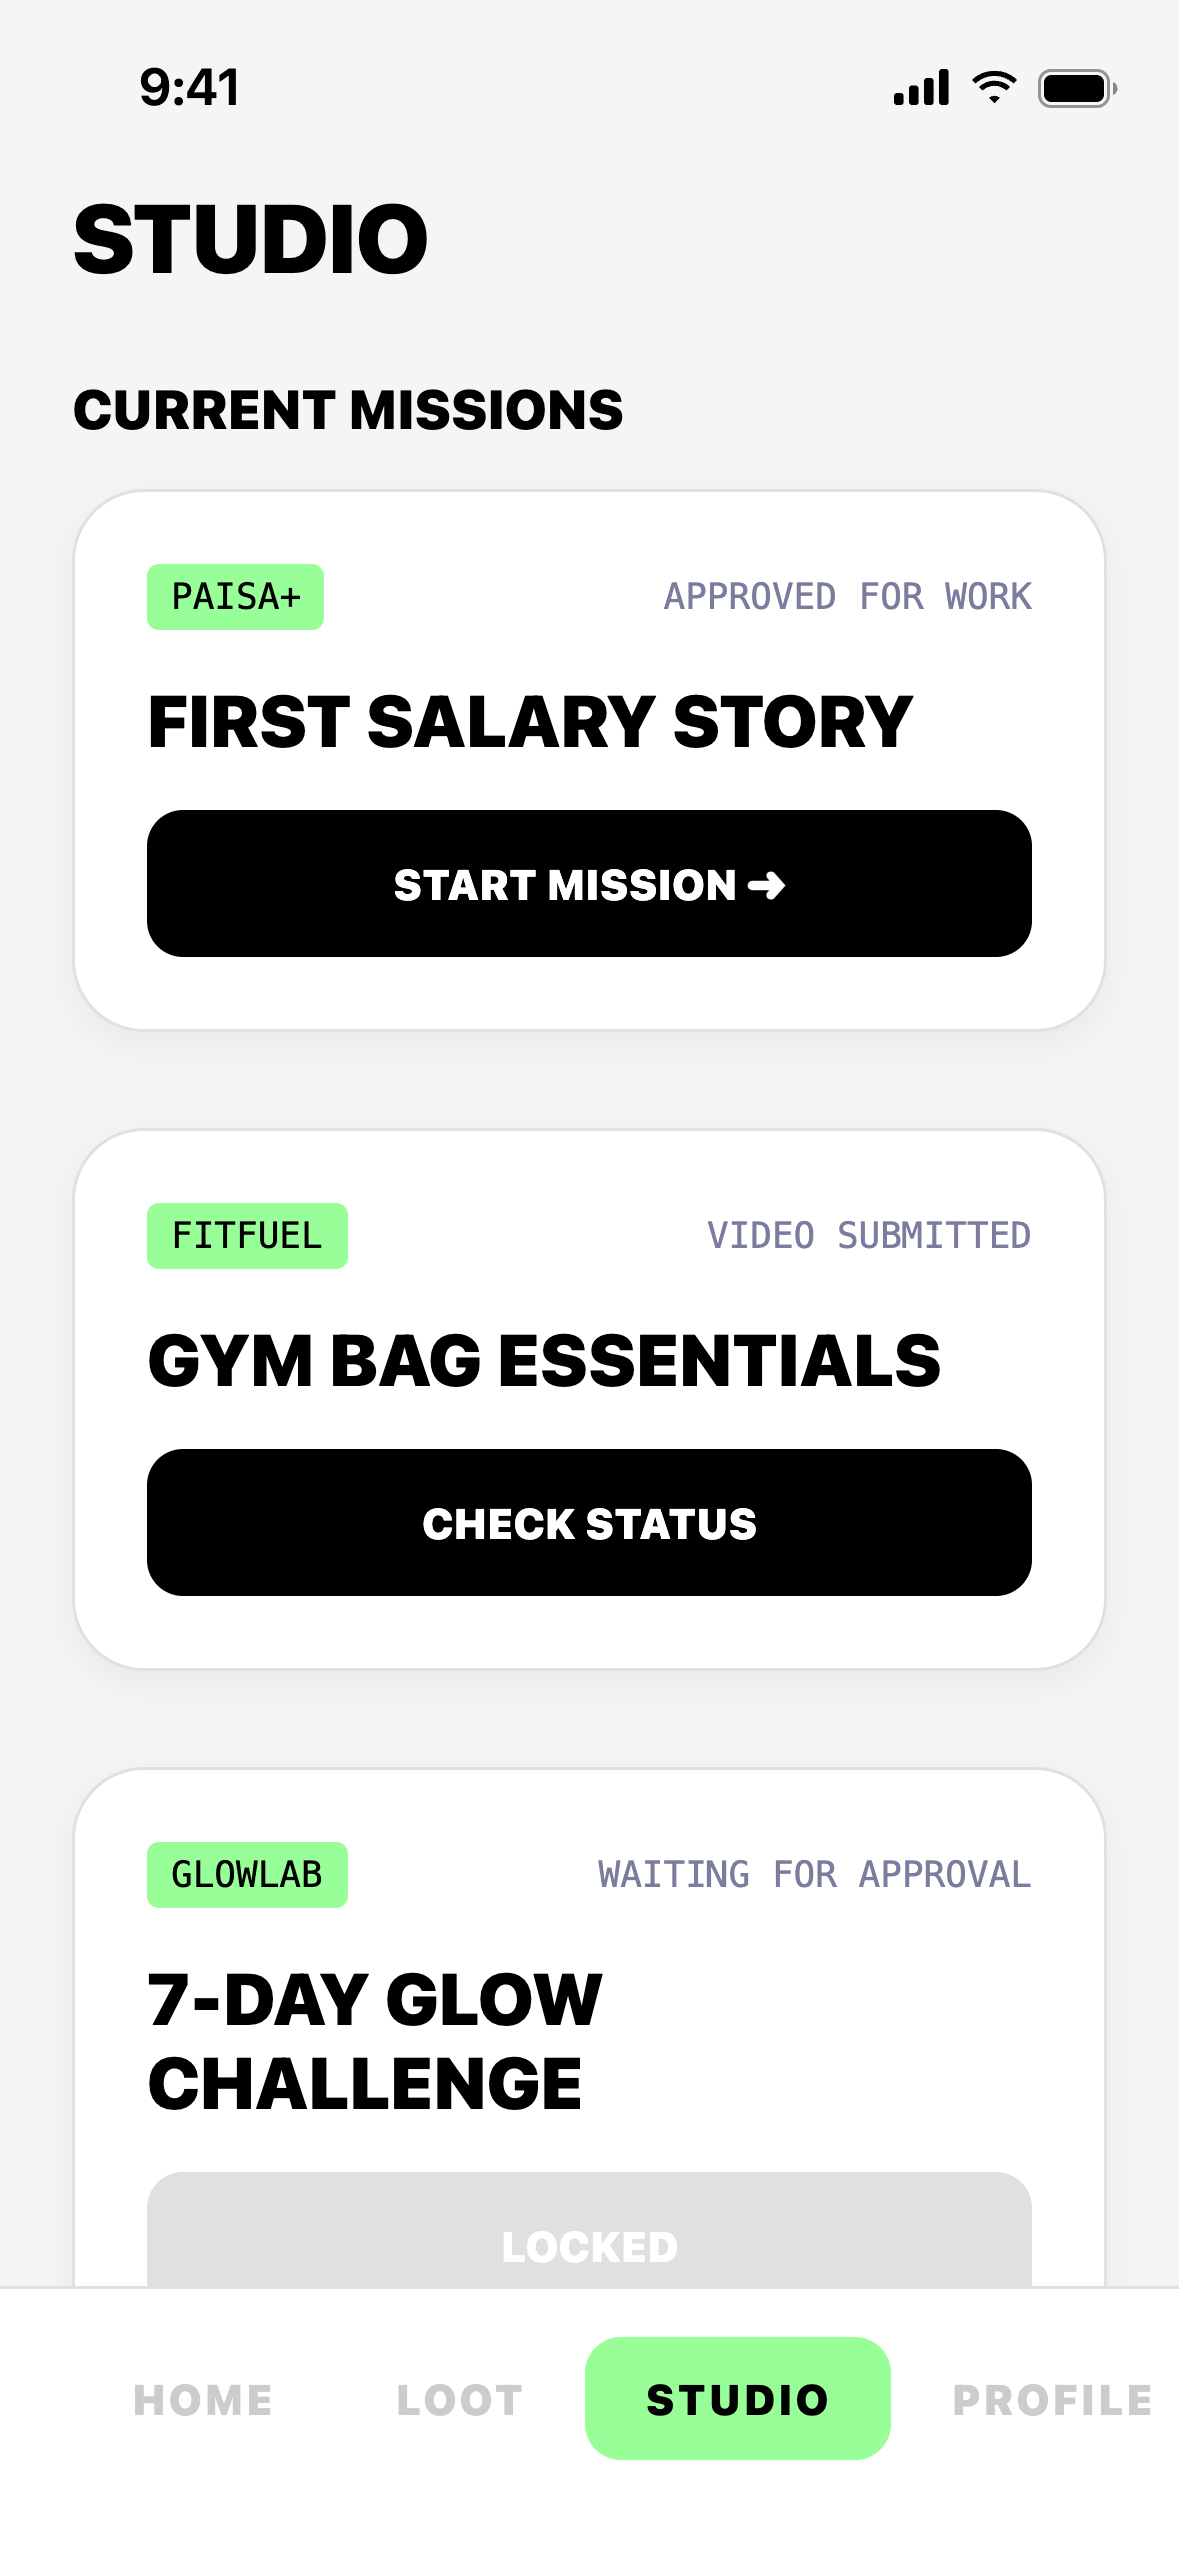 9:41
STUDIO
CURRENT MISSIONS
PAISA+ APPROVED FOR WORK
FIRST SALARY STORY
START MISSION ➜
FITFUEL VIDEO SUBMITTED
GYM BAG ESSENTIALS
CHECK STATUS
GLOWLAB WAITING FOR APPROVAL
7-DAY GLOW
CHALLENGE
LOCKED
HOME LOOT STUDIO PROFILE